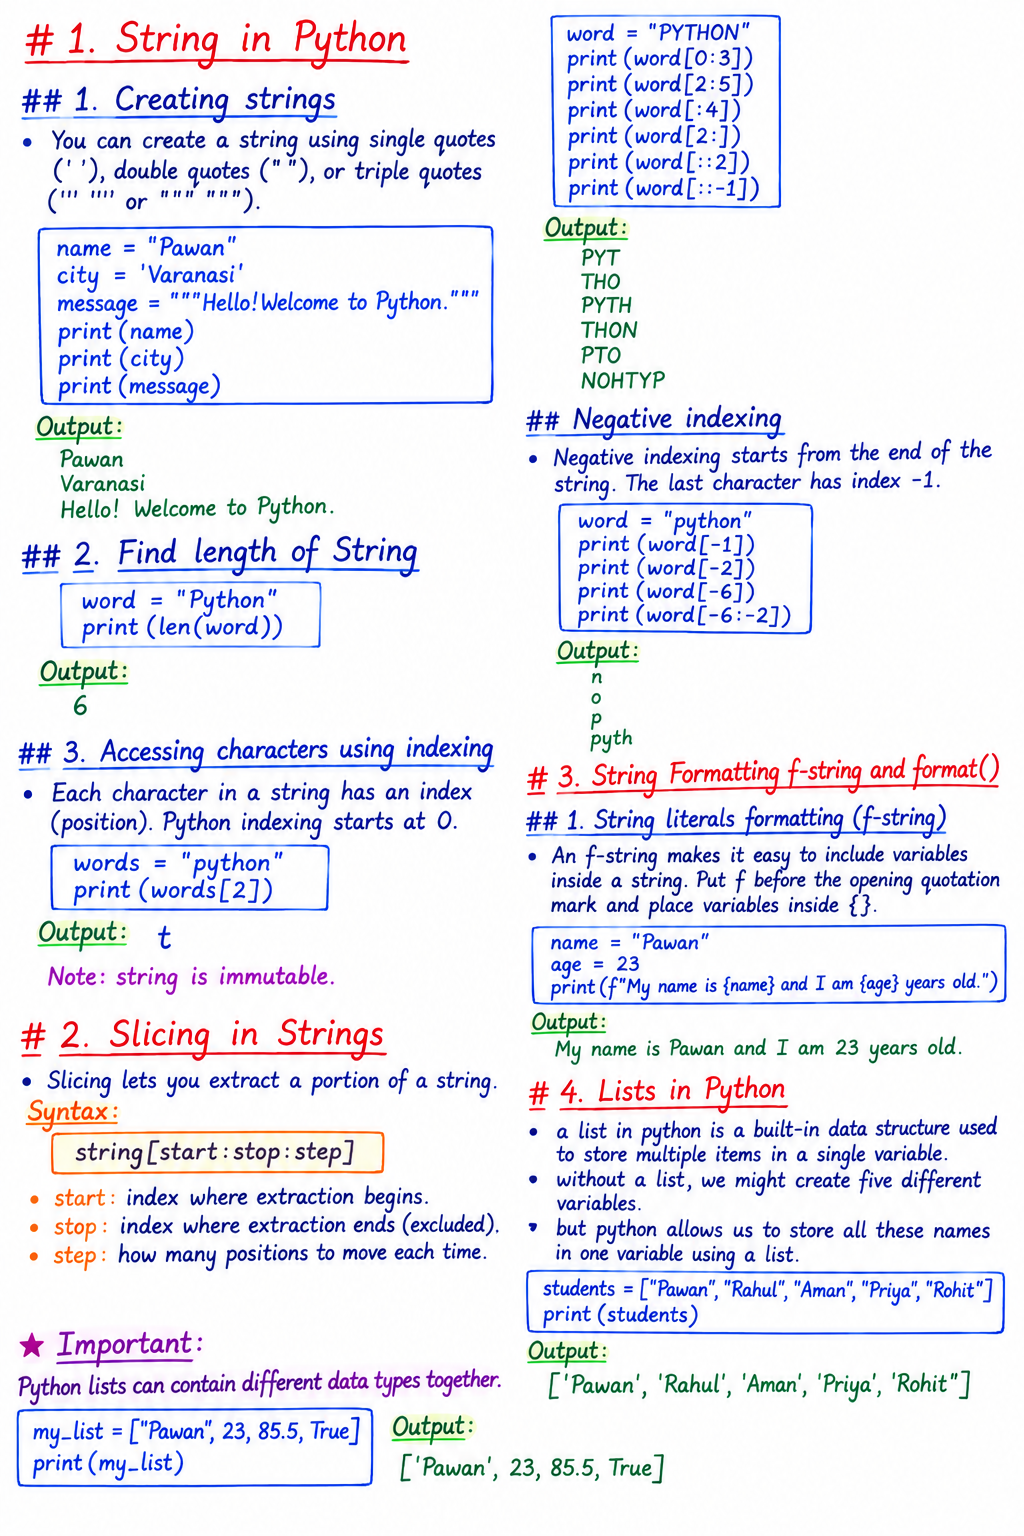 # 1. String in Python
## 1. Creating strings
• You can create a string using single quotes
(' '), double quotes (" "), or triple quotes
(''' '''' or """ """).
name = "Pawan"
city = 'Varanasi'
message = """Hello! Welcome to Python."""
print (name)
print (city)
print (message)
Output:
Pawan
Varanasi
Hello! Welcome to Python.
## 2. Find length of String
word = "Python"
print (len(word))
Output:
6
## 3. Accessing characters using indexing
• Each character in a string has an index
(position). Python indexing starts at 0.
words = "python"
print (words[2])
Output: t
Note: string is immutable.
# 2. Slicing in Strings
• Slicing lets you extract a portion of a string.
Syntax:
string[start:stop:step]
• start: index where extraction begins.
• stop: index where extraction ends (excluded).
• step: how many positions to move each time.
word = "PYTHON"
print (word[0:3])
print (word[2:5])
print (word[:4])
print (word[2:])
print (word[::2])
print (word[::-1])
Output:
PYT
THO
PYTH
THON
PTO
NOHTYP
## Negative indexing
• Negative indexing starts from the end of the
string. The last character has index -1.
word = "python"
print (word[-1])
print (word[-2])
print (word[-6])
print (word[-6:-2])
Output:
n
o
p
pyth
# 3. String Formatting f-string and format()
## 1. String literals formatting (f-string)
• An f-string makes it easy to include variables
inside a string. Put f before the opening quotation
mark and place variables inside {}.
name = "Pawan"
age = 23
print(f"My name is {name} and I am {age} years old.")
Output:
My name is Pawan and I am 23 years old.
# 4. Lists in Python
• a list in python is a built-in data structure used
to store multiple items in a single variable.
• without a list, we might create five different
variables.
• but python allows us to store all these names
in one variable using a list.
students = ["Pawan", "Rahul", "Aman", "Priya", "Rohit"]
print (students)
Output:
['Pawan', 'Rahul', 'Aman', 'Priya', 'Rohit"]
★ Important:
Python lists can contain different data types together.
my_list = ["Pawan", 23, 85.5, True]
print (my_list)
Output:
['Pawan', 23, 85.5, True]